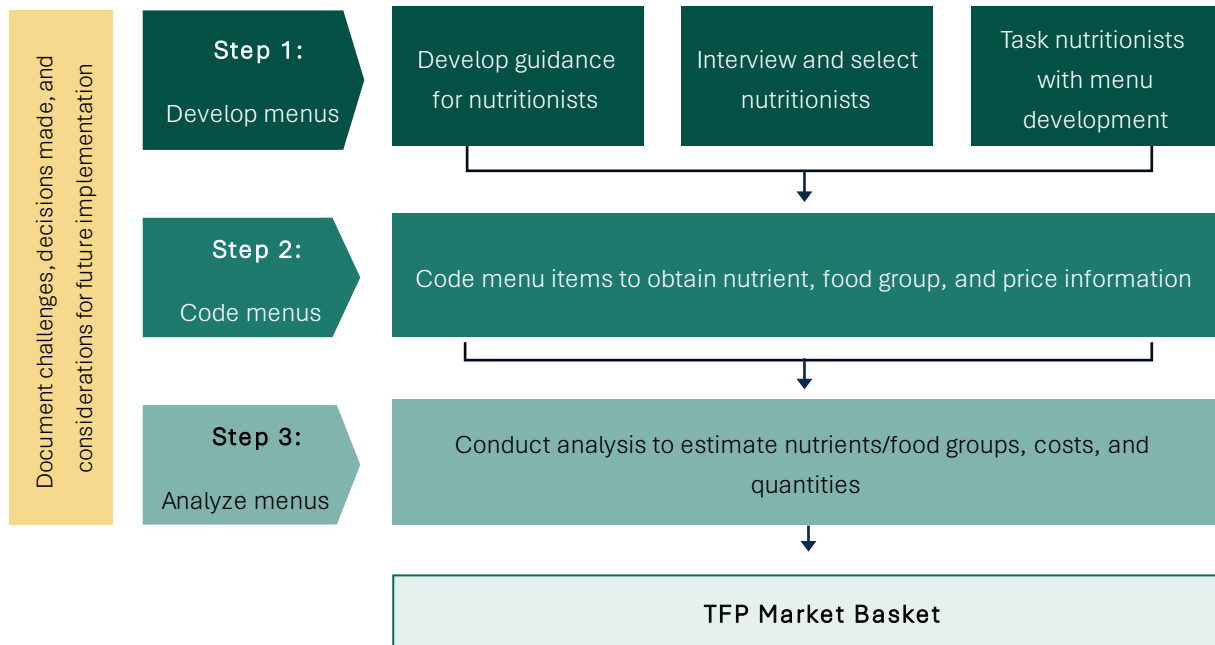 Document challenges, decisions made, and
considerations for future implementation
Step 1:
Develop menus
Develop guidance
for nutritionists
Interview and select
nutritionists
Task nutritionists
with menu
development
Step 2:
Code menus
Code menu items to obtain nutrient, food group, and price information
Step 3:
Analyze menus
Conduct analysis to estimate nutrients/food groups, costs, and
quantities
TFP Market Basket